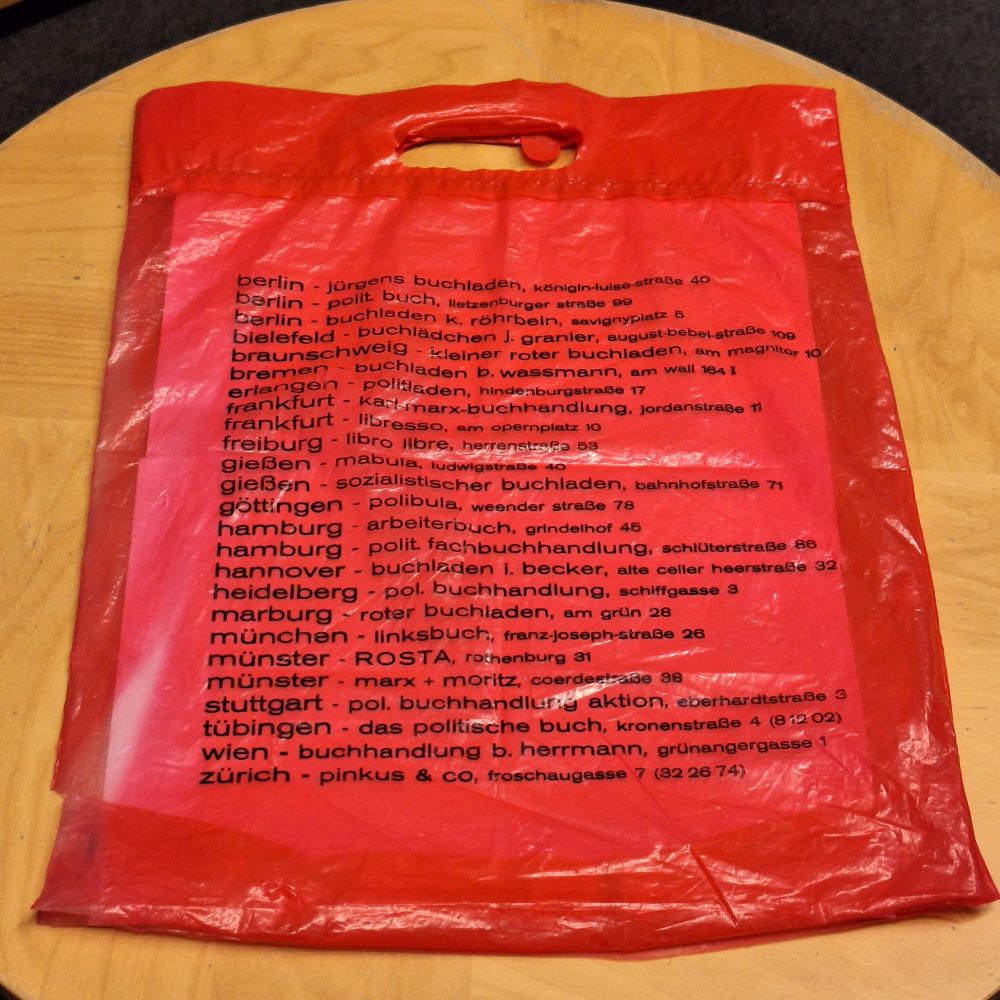 berlin - jürgens buchladen, königin-luise-straße 40
berlin - polit. buch, lietzenburger straße 99
berlin - buchladen k. röhrbein, savignyplatz 5
bielefeld - buchlädchen j. granier, august-bebel-straße 109
braunschweig - kleiner roter buchladen, am magnitor 10
bremen - buchladen b. wassmann, am wall 164 I
erlangen - politladen, hindenburgstraße 17
frankfurt - karl-marx-buchhandlung, jordanstraße 11
frankfurt - libresso, am opernplatz 10
freiburg - libro libre, herrenstraße 53
gießen - mabula, ludwigstraße 40
gießen - sozialistischer buchladen, bahnhofstraße 71
göttingen - polibula, weender straße 78
hamburg - arbeiterbuch, grindelhof 45
hamburg - polit. fachbuchhandlung, schlüterstraße 86
hannover - buchladen i. becker, alte celler heerstraße 32
heidelberg - pol. buchhandlung, schiffgasse 3
marburg - roter buchladen, am grün 28
münchen - linksbuch, franz-joseph-straße 26
münster - ROSTA, rothenburg 31
münster - marx + moritz, coerdestraße 38
stuttgart - pol. buchhandlung aktion, eberhardtstraße 3
tübingen - das politische buch, kronenstraße 4 (8 12 02)
wien - buchhandlung b. herrmann, grünangergasse 1
zürich - pinkus & co, froschaugasse 7 (32 26 74)